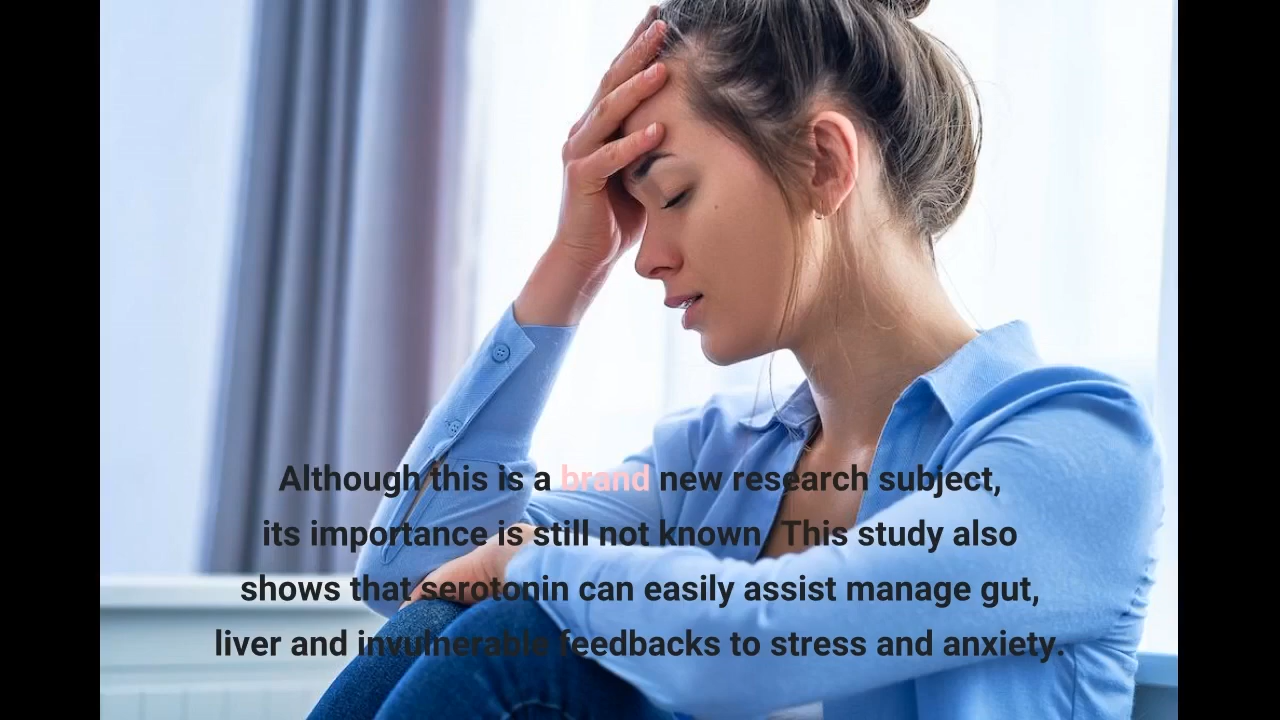 Although this is a brand new research subject,
its importance is still not known. This study also
shows that serotonin can easily assist manage gut,
liver and invulnerable feedbacks to stress and anxiety.